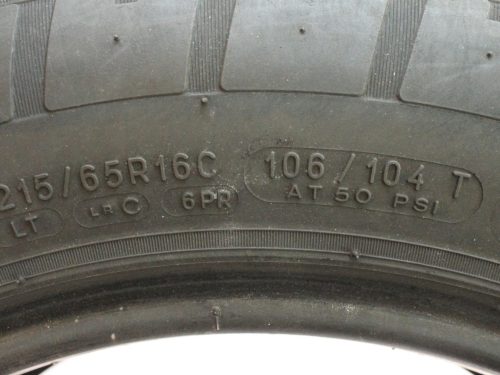 215/65R16C 106/104 T
LT LR C 6PR AT 50 PSI